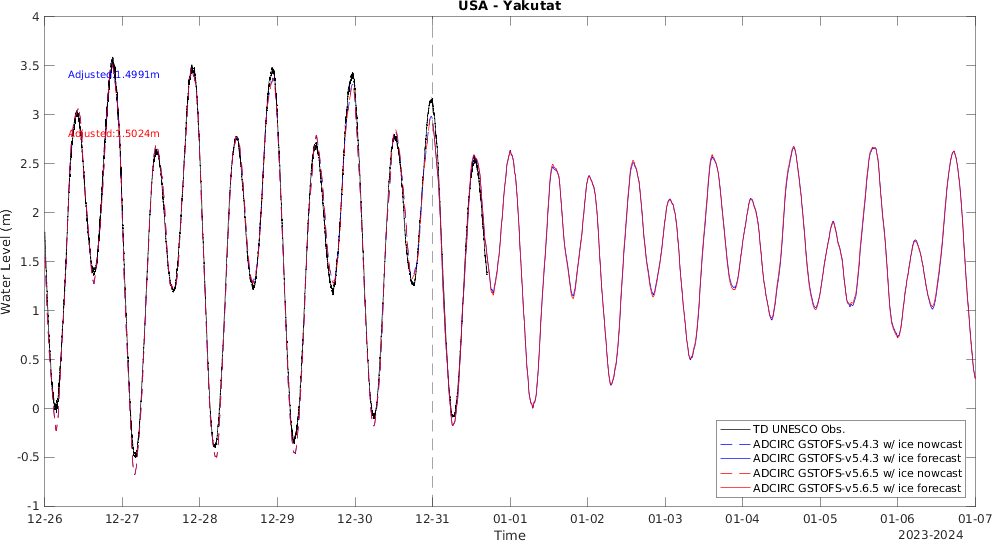 USA - Yakutat
4
3.5
3
2.5
2
1.5
1
0.5
0
-0.5
-1
Water Level (m)
Adjusted:1.4991m
Adjusted:1.5024m
TD UNESCO Obs.
ADCIRC GSTOFS-v5.4.3 w/ ice nowcast
ADCIRC GSTOFS-v5.4.3 w/ ice forecast
ADCIRC GSTOFS-v5.6.5 w/ ice nowcast
ADCIRC GSTOFS-v5.6.5 w/ ice forecast
12-26 12-27 12-28 12-29 12-30 12-31 01-01 01-02 01-03 01-04 01-05 01-06 01-07
Time
2023-2024